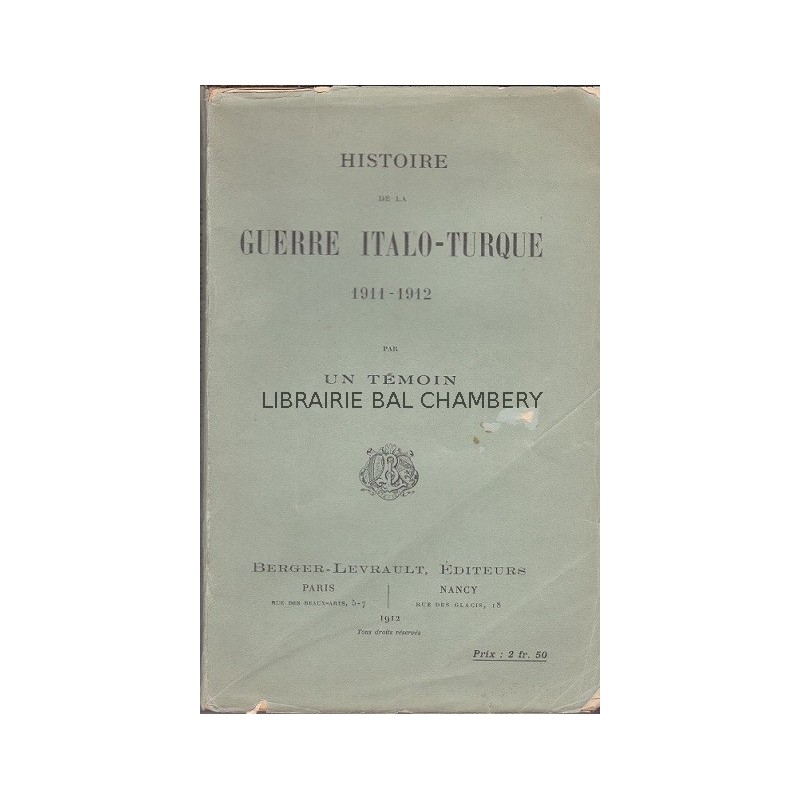 HISTOIRE
DE LA
GUERRE ITALO-TURQUE
1911-1912
PAR
UN TÉMOIN
LIBRAIRIE BAL CHAMBERY
BERGER-LEVRAULT, ÉDITEURS
PARIS
RUE DES BEAUX-ARTS, 5-7
NANCY
RUE DES GLACIS, 18
1912
Tous droits réservés
Prix : 2 fr. 50